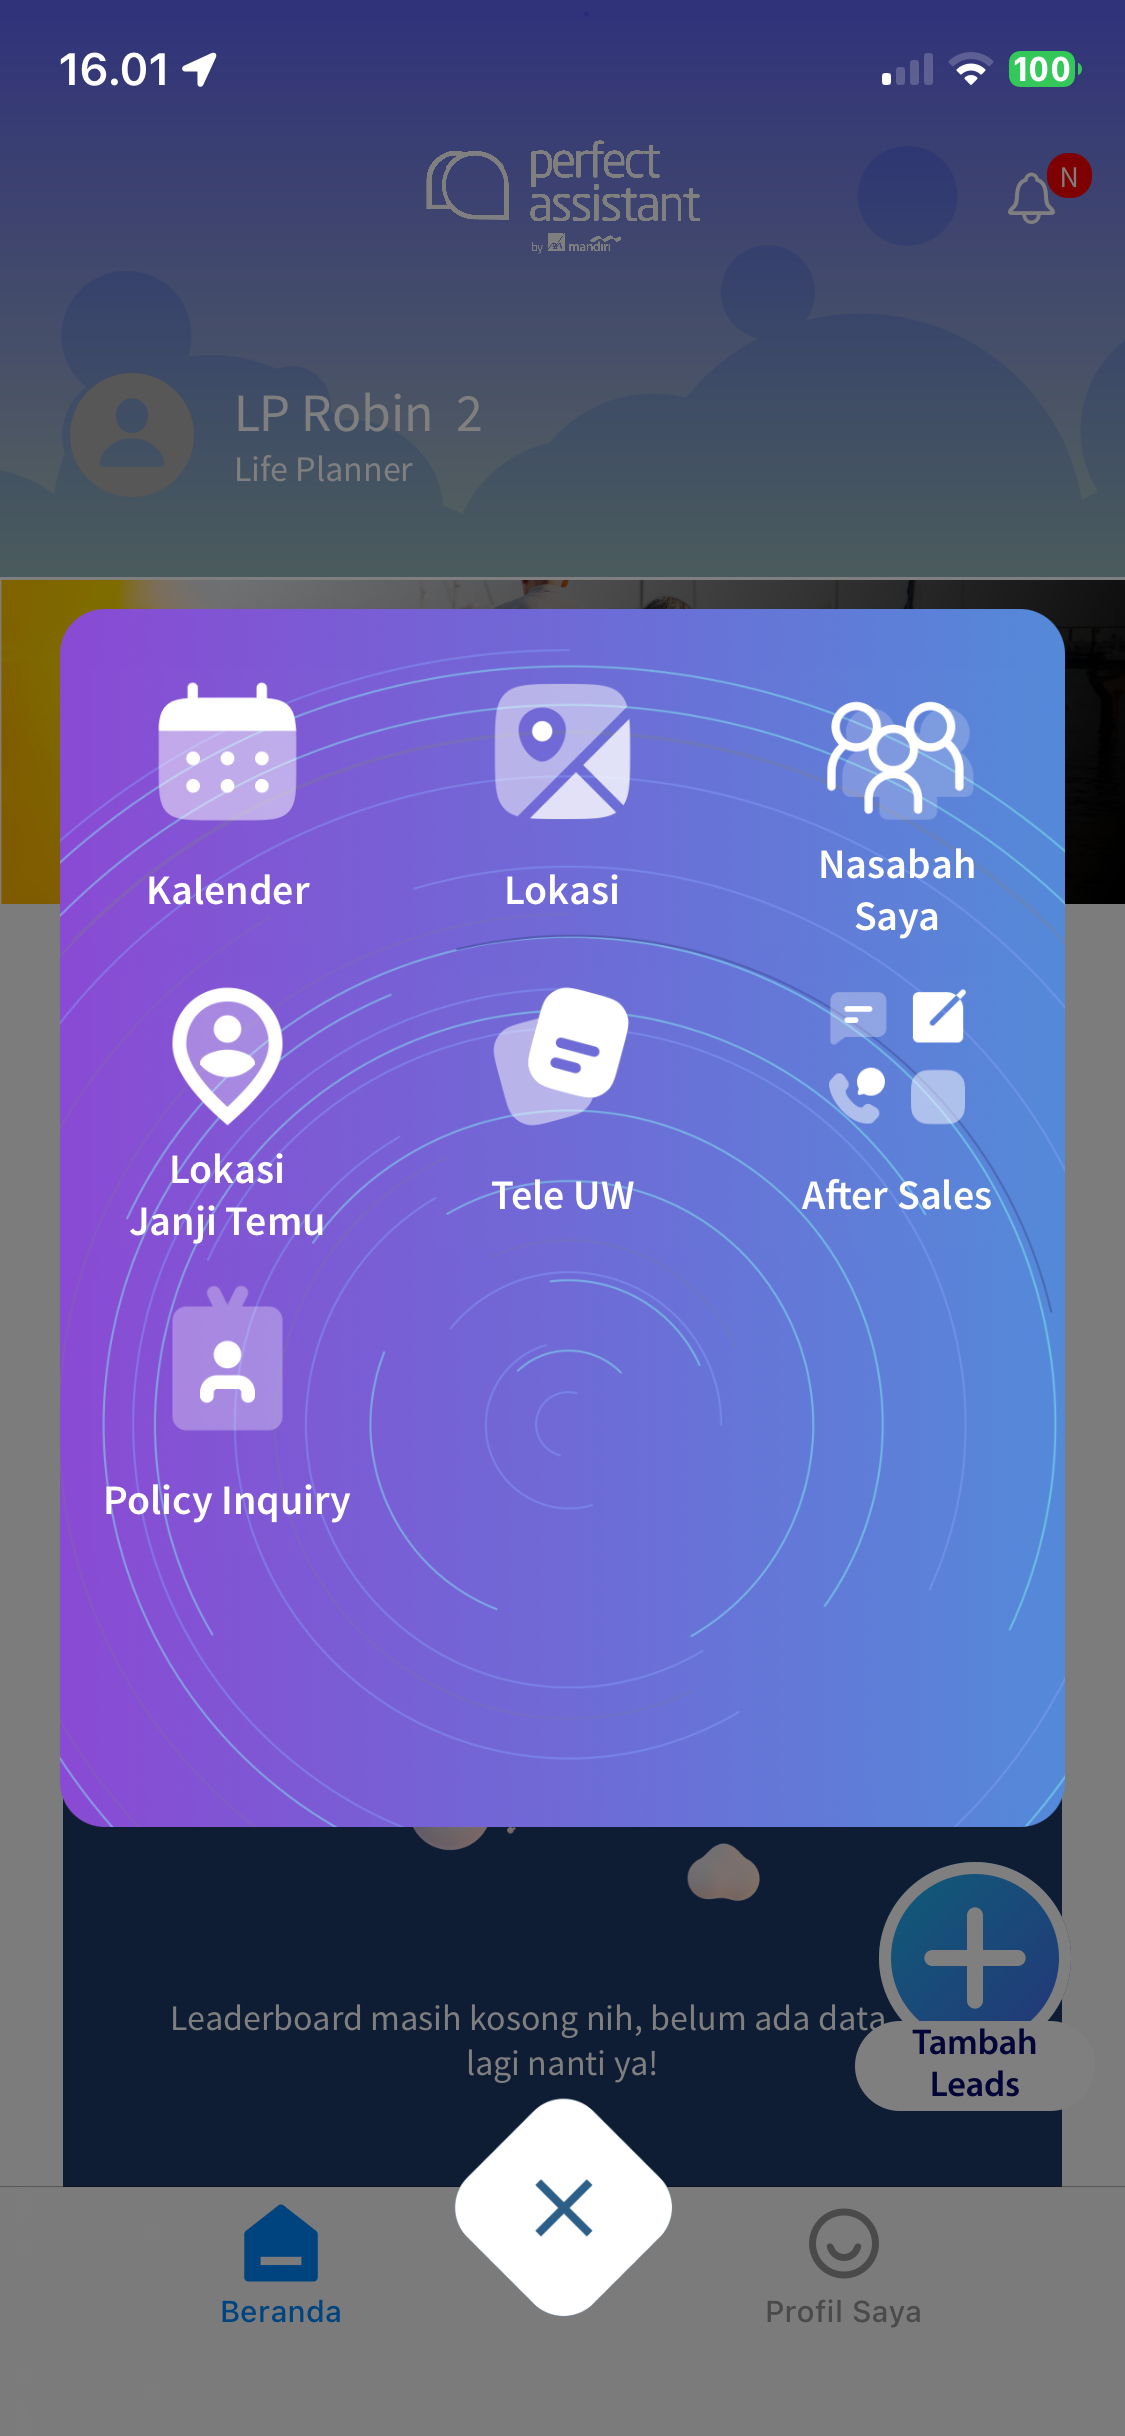 16.01
100
perfect
assistant
by AXA mandiri
N
LP Robin 2
Life Planner
Kalender
Lokasi
Nasabah
Saya
Lokasi
Janji Temu
Tele UW
After Sales
Policy Inquiry
Leaderboard masih kosong nih, belum ada data
lagi nanti ya!
Tambah
Leads
Beranda
Profil Saya